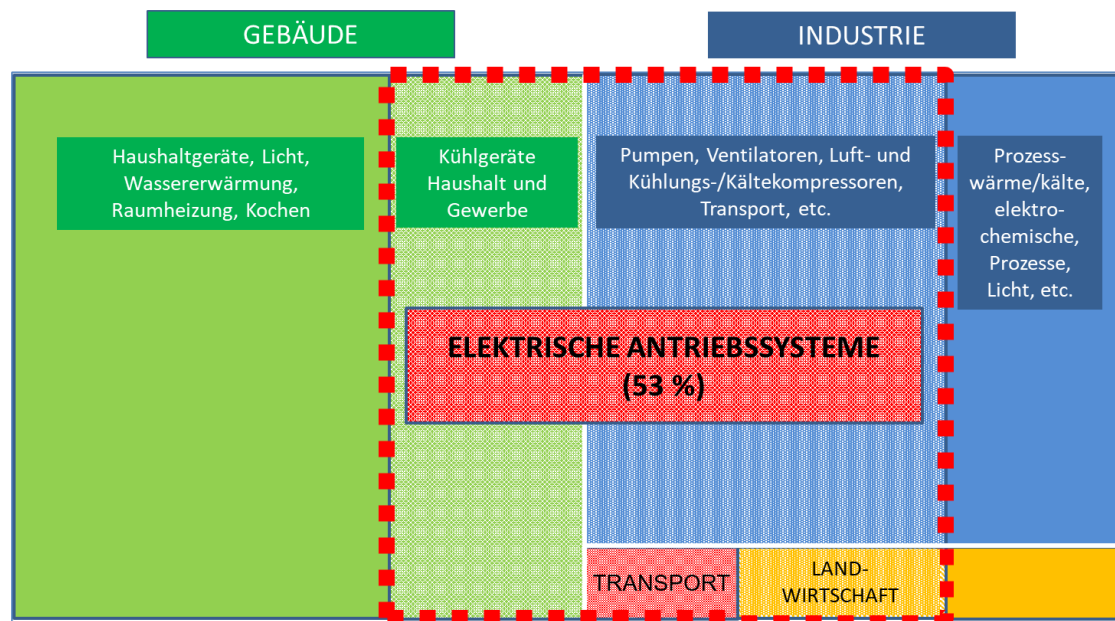 GEBÄUDE
INDUSTRIE
Haushaltgeräte, Licht,
Wassererwärmung,
Raumheizung, Kochen
Kühlgeräte
Haushalt und
Gewerbe
Pumpen, Ventilatoren, Luft- und
Kühlungs-/Kältekompressoren,
Transport, etc.
Prozess-
wärme/kälte,
elektro-
chemische,
Prozesse,
Licht, etc.
ELEKTRISCHE ANTRIEBSSYSTEME
(53 %)
TRANSPORT
LAND-
WIRTSCHAFT